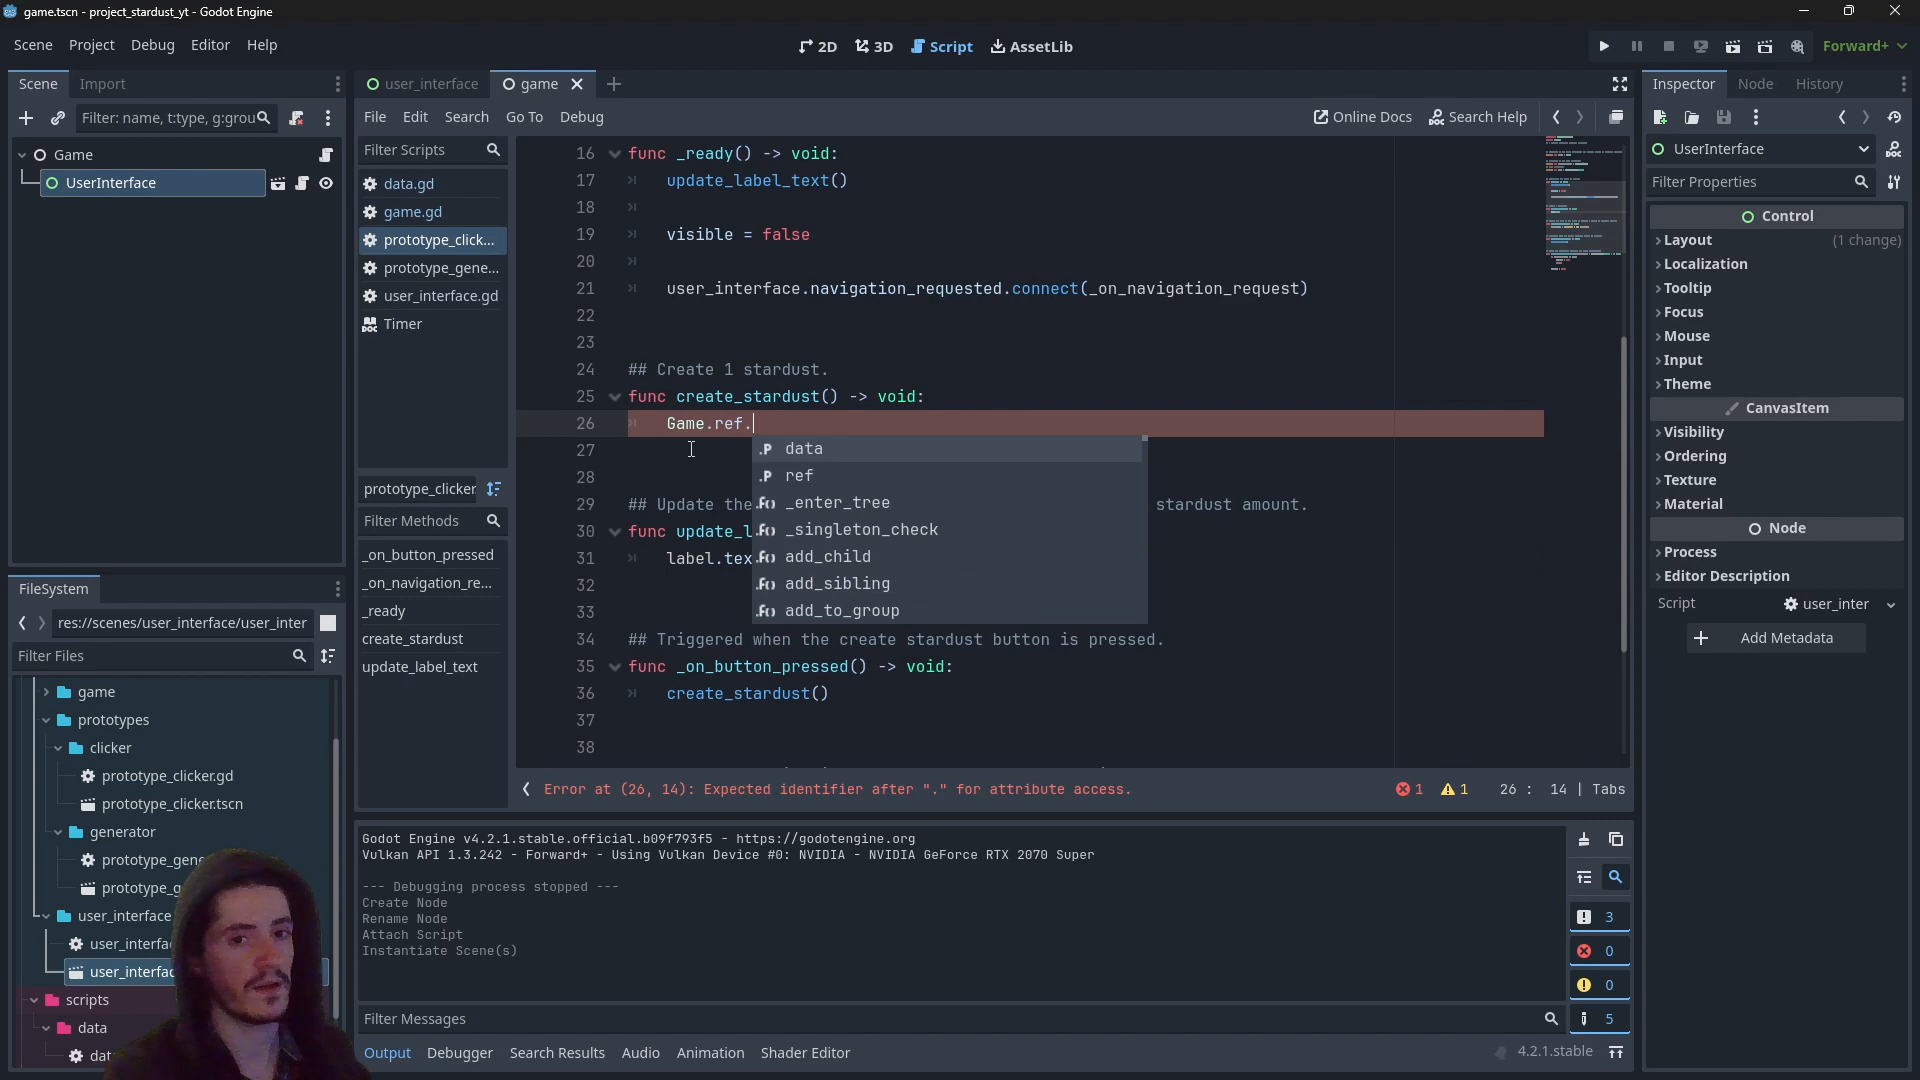 game.tscn - project_stardust_yt - Godot Engine
Scene Project Debug Editor Help
2D 3D Script AssetLib
Forward+
Scene Import
Filter: name, t:type, g:grou
Game
UserInterface
user_interface game
File Edit Search Go To Debug
Online Docs Search Help
Filter Scripts
data.gd
game.gd
prototype_click...
prototype_gene...
user_interface.gd
Timer
prototype_clicker
Filter Methods
_on_button_pressed
_on_navigation_re...
_ready
create_stardust
update_label_text
16 func _ready() -> void:
17 update_label_text()
18
19 visible = false
20
21 user_interface.navigation_requested.connect(_on_navigation_request)
22
23
24 ## Create 1 stardust.
25 func create_stardust() -> void:
26 Game.ref.
27
28
29 ## Update the stardust amount.
30 func update_l
31 label.tex
32
33
34 ## Triggered when the create stardust button is pressed.
35 func _on_button_pressed() -> void:
36 create_stardust()
37
38
data
ref
_enter_tree
_singleton_check
add_child
add_sibling
add_to_group
Error at (26, 14): Expected identifier after "." for attribute access.
1 1 26 : 14 | Tabs
Godot Engine v4.2.1.stable.official.b09f793f5 - https://godotengine.org
Vulkan API 1.3.242 - Forward+ - Using Vulkan Device #0: NVIDIA - NVIDIA GeForce RTX 2070 Super
--- Debugging process stopped ---
Create Node
Rename Node
Attach Script
Instantiate Scene(s)
3
0
0
5
Filter Messages
Output Debugger Search Results Audio Animation Shader Editor
4.2.1.stable
FileSystem
res://scenes/user_interface/user_inter
Filter Files
game
prototypes
clicker
prototype_clicker.gd
prototype_clicker.tscn
generator
prototype_gene
prototype_g
user_interface
user_interfa
user_interfac
scripts
data
dat
Inspector Node History
UserInterface
Filter Properties
Control
Layout (1 change)
Localization
Tooltip
Focus
Mouse
Input
Theme
CanvasItem
Visibility
Ordering
Texture
Material
Node
Process
Editor Description
Script user_inter
Add Metadata